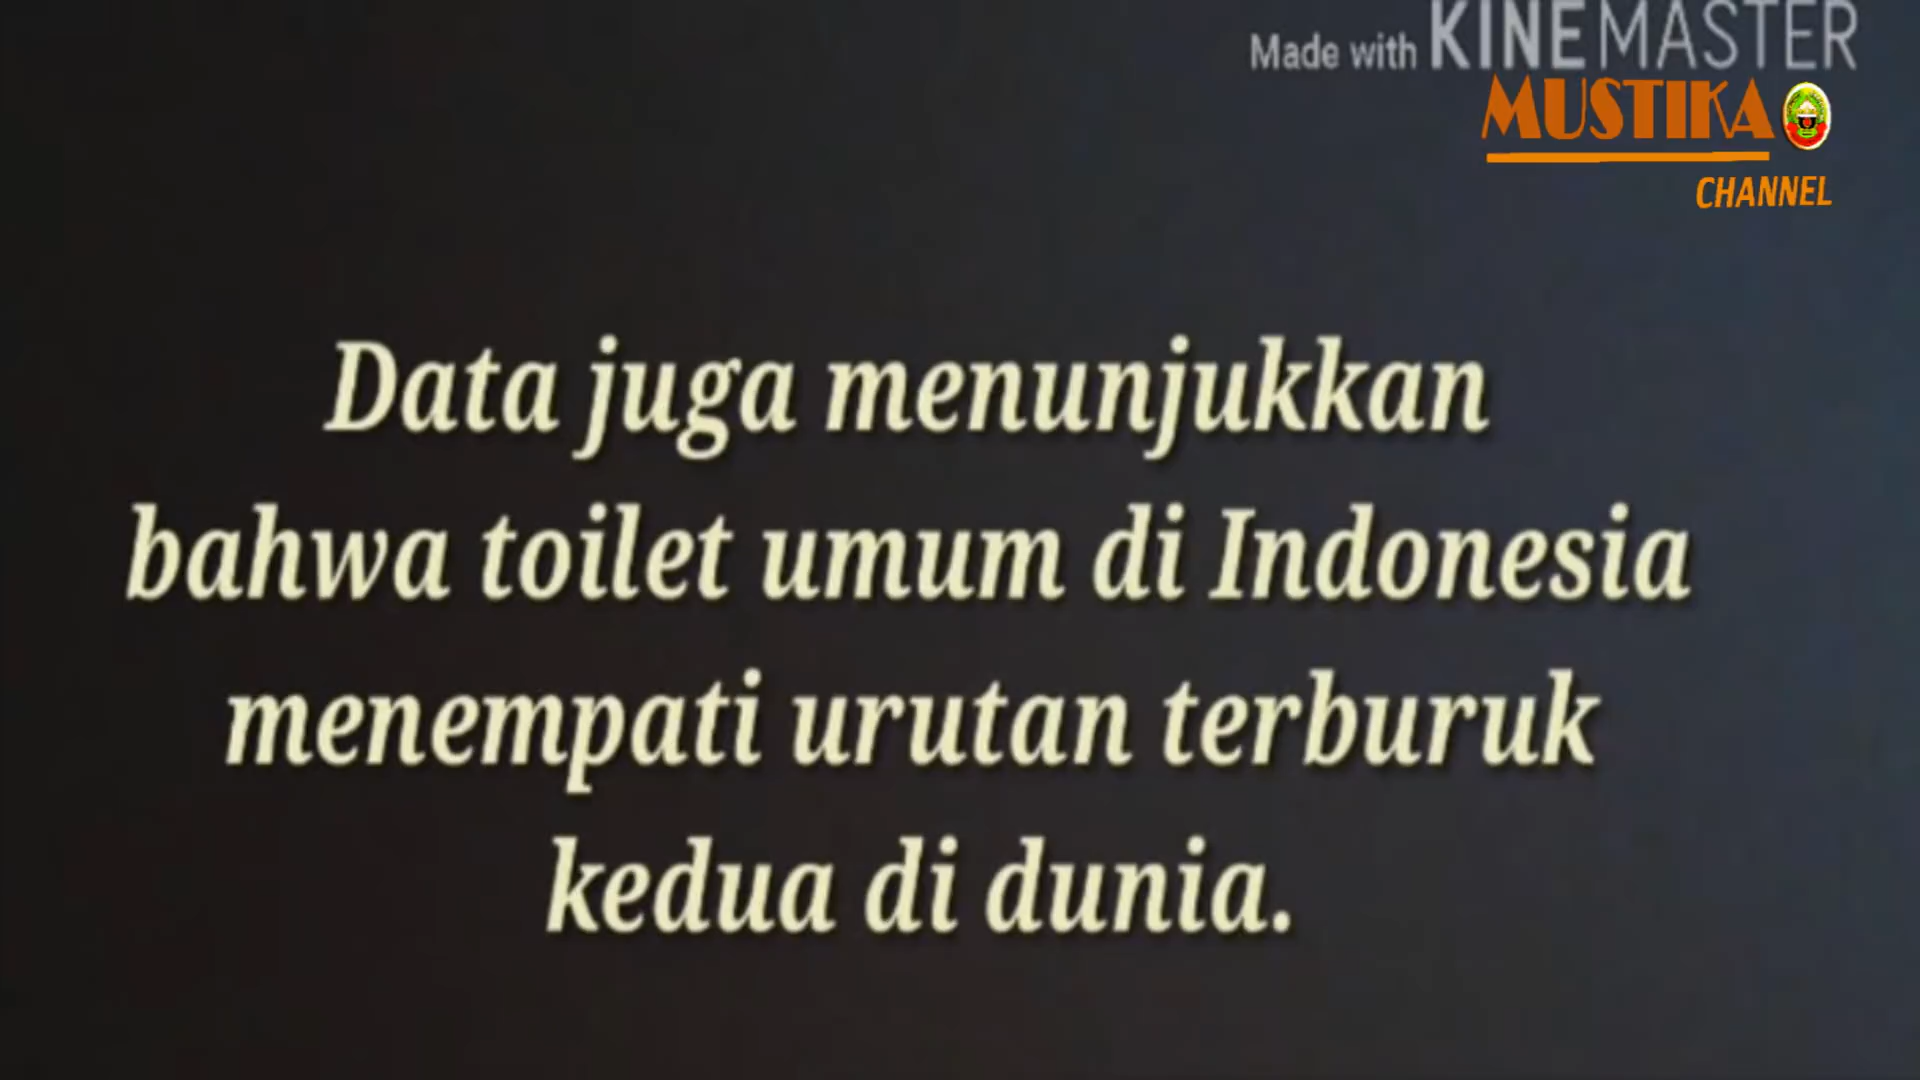 Made with KINEMASTER
MUSTIKA
CHANNEL
Data juga menunjukkan
bahwa toilet umum di Indonesia
menempati urutan terburuk
kedua di dunia.